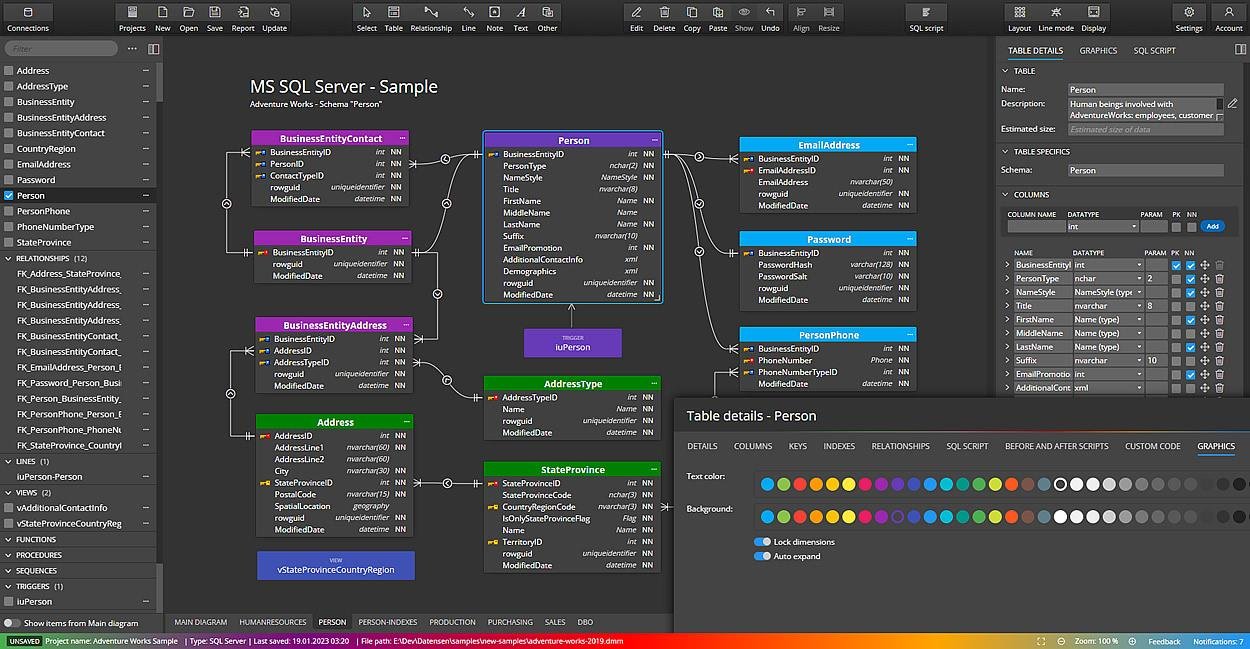 Connections
Projects New Open Save Report Update
Select Table Relationship Line Note Text Other
Edit Delete Copy Paste Show Undo
Align Resize
SQL script
Layout Line mode Display
Settings Account
Filter
Address
AddressType
BusinessEntity
BusinessEntityAddress
BusinessEntityContact
CountryRegion
EmailAddress
Password
Person
PersonPhone
PhoneNumberType
StateProvince
RELATIONSHIPS (12)
FK_Address_StateProvince_
FK_BusinessEntityAddress_
FK_BusinessEntityAddress_
FK_BusinessEntityAddress_
FK_BusinessEntityContact_
FK_BusinessEntityContact_
FK_EmailAddress_Person_E
FK_Password_Person_Busi
FK_Person_BusinessEntity_
FK_PersonPhone_Person_E
FK_PersonPhone_PhoneNu
FK_StateProvince_CountryI
LINES (1)
iuPerson-Person
VIEWS (2)
vAdditionalContactInfo
vStateProvinceCountryReg
FUNCTIONS
PROCEDURES
SEQUENCES
TRIGGERS (1)
iuPerson
Show items from Main diagram
MS SQL Server - Sample
Adventure Works - Schema "Person"
BusinessEntityContact
BusinessEntityID int NN
PersonID int NN
ContactTypeID int NN
rowguid uniqueidentifier NN
ModifiedDate datetime NN
BusinessEntity
BusinessEntityID int NN
rowguid uniqueidentifier NN
ModifiedDate datetime NN
BusinessEntityAddress
BusinessEntityID int NN
AddressID int NN
AddressTypeID int NN
rowguid uniqueidentifier NN
ModifiedDate datetime NN
Address
AddressID int NN
AddressLine1 nvarchar(60) NN
AddressLine2 nvarchar(60)
City nvarchar(30) NN
StateProvinceID int NN
PostalCode nvarchar(15) NN
SpatialLocation geography
rowguid uniqueidentifier NN
ModifiedDate datetime NN
VIEW
vStateProvinceCountryRegion
Person
BusinessEntityID int NN
PersonType nchar(2) NN
NameStyle NameStyle NN
Title nvarchar(8)
FirstName Name NN
MiddleName Name
LastName Name NN
Suffix nvarchar(10)
EmailPromotion int NN
AdditionalContactInfo xml
Demographics xml
rowguid uniqueidentifier NN
ModifiedDate datetime NN
TRIGGER
iuPerson
AddressType
AddressTypeID int NN
Name Name NN
rowguid uniqueidentifier NN
ModifiedDate datetime NN
StateProvince
StateProvinceID int NN
StateProvinceCode nchar(3) NN
CountryRegionCode nvarchar(3) NN
IsOnlyStateProvinceFlag Flag NN
Name Name NN
TerritoryID int NN
rowguid uniqueidentifier NN
ModifiedDate datetime NN
EmailAddress
BusinessEntityID int NN
EmailAddressID int NN
EmailAddress nvarchar(50)
rowguid uniqueidentifier NN
ModifiedDate datetime NN
Password
BusinessEntityID int NN
PasswordHash varchar(128) NN
PasswordSalt varchar(10) NN
rowguid uniqueidentifier NN
ModifiedDate datetime NN
PersonPhone
BusinessEntityID int NN
PhoneNumber Phone NN
PhoneNumberTypeID int NN
ModifiedDate datetime NN
TABLE DETAILS GRAPHICS SQL SCRIPT
TABLE
Name: Person
Description: Human beings involved with
AdventureWorks: employees, customer
Estimated size: Estimated size of data
TABLE SPECIFICS
Schema: Person
COLUMNS
COLUMN NAME DATATYPE PARAM PK NN
int Add
NAME DATATYPE PARAM PK NN
BusinessEntityI int
PersonType nchar 2
NameStyle NameStyle (type
Title nvarchar 8
FirstName Name (type)
MiddleName Name (type)
LastName Name (type)
Suffix nvarchar 10
EmailPromotio int
AdditionalCont xml
Table details - Person
DETAILS COLUMNS KEYS INDEXES RELATIONSHIPS SQL SCRIPT BEFORE AND AFTER SCRIPTS CUSTOM CODE GRAPHICS
Text color:
Background:
Lock dimensions
Auto expand
MAIN DIAGRAM HUMANRESOURCES PERSON PERSON-INDEXES PRODUCTION PURCHASING SALES DBO
UNSAVED Project name: Adventure Works Sample | Type: SQL Server | Last saved: 19.01.2023 03:20 | File path: E:\Dev\Datensen\samples\new-samples\adventure-works-2019.dmm
Zoom: 100 % Feedback Notifications: 7